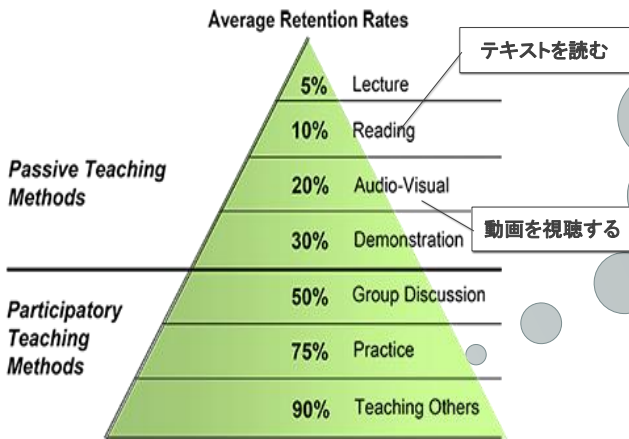 Average Retention Rates
テキストを読む
5% Lecture
10% Reading
Passive Teaching
Methods
20% Audio-Visual
動画を視聴する
30% Demonstration
50% Group Discussion
Participatory
Teaching
Methods
75% Practice
90% Teaching Others